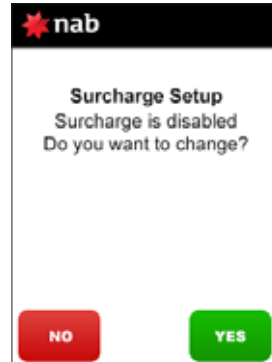 nab
Surcharge Setup
Surcharge is disabled
Do you want to change?
NO YES